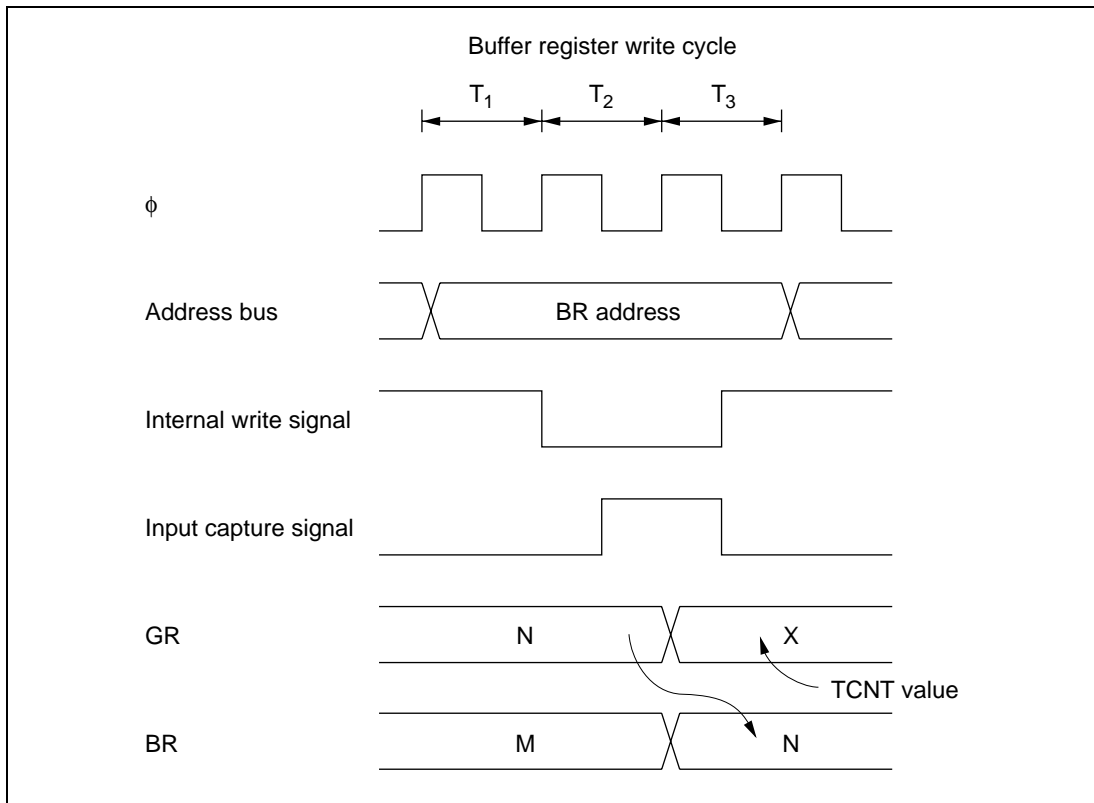 Buffer register write cycle
T1 T2 T3
φ
Address bus BR address
Internal write signal
Input capture signal
GR N X
TCNT value
BR M N